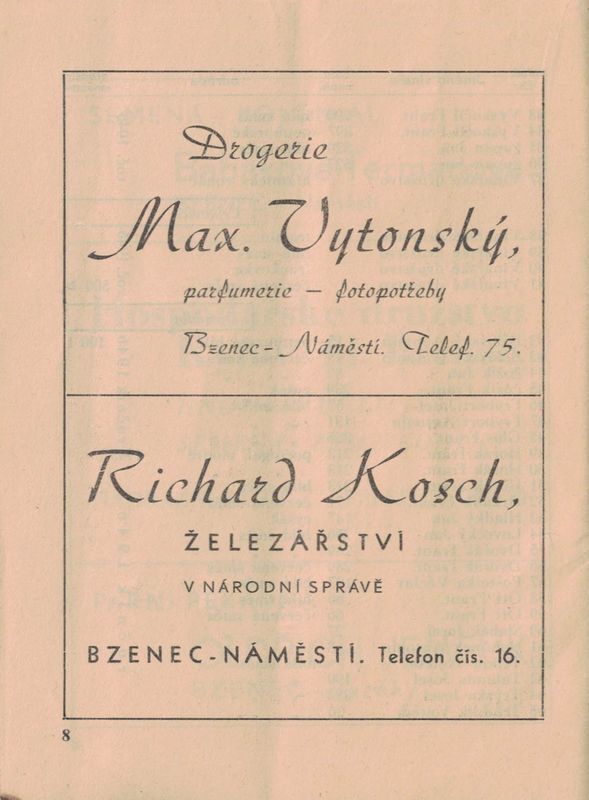 Drogerie
Max. Vytonský,
parfumerie — fotopotřeby
Bzenec - Náměstí. Telef. 75.
Richard Kosch,
ŽELEZÁŘSTVÍ
V NÁRODNÍ SPRÁVĚ
BZENEC-NÁMĚSTÍ. Telefon čís. 16.
8